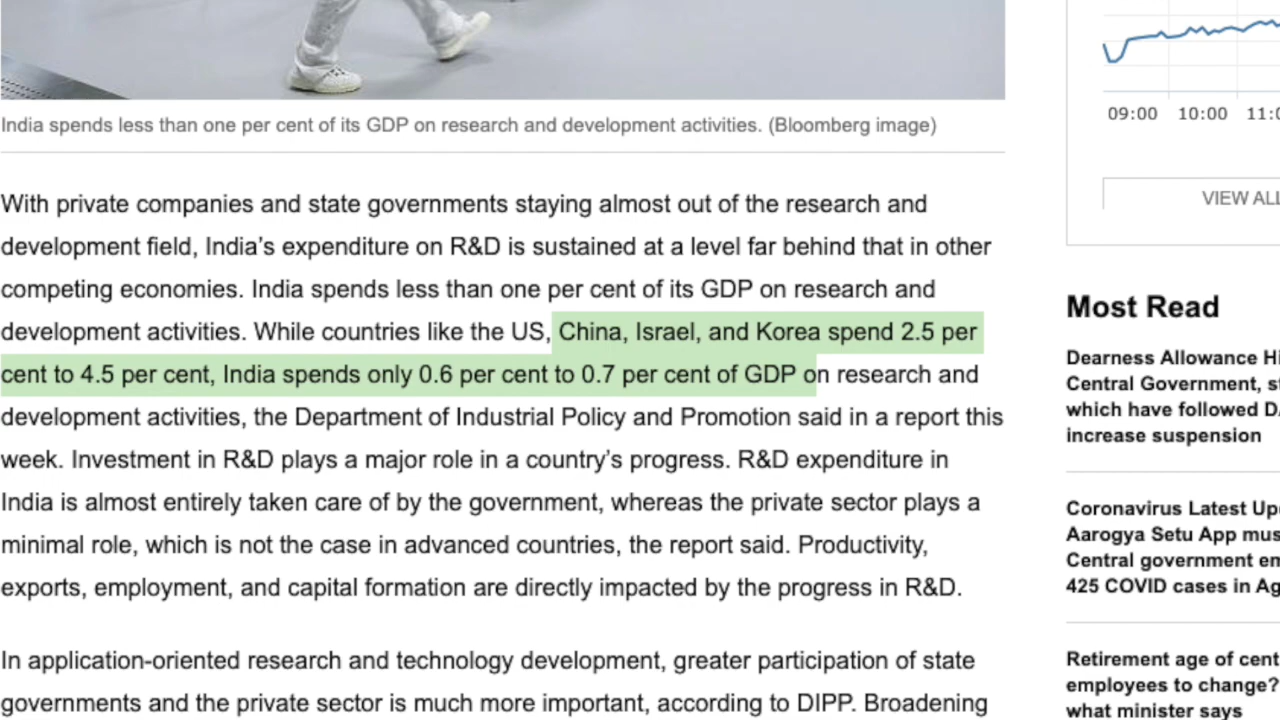 India spends less than one per cent of its GDP on research and development activities. (Bloomberg image)
With private companies and state governments staying almost out of the research and
development field, India’s expenditure on R&D is sustained at a level far behind that in other
competing economies. India spends less than one per cent of its GDP on research and
development activities. While countries like the US, China, Israel, and Korea spend 2.5 per
cent to 4.5 per cent, India spends only 0.6 per cent to 0.7 per cent of GDP on research and
development activities, the Department of Industrial Policy and Promotion said in a report this
week. Investment in R&D plays a major role in a country’s progress. R&D expenditure in
India is almost entirely taken care of by the government, whereas the private sector plays a
minimal role, which is not the case in advanced countries, the report said. Productivity,
exports, employment, and capital formation are directly impacted by the progress in R&D.
In application-oriented research and technology development, greater participation of state
governments and the private sector is much more important, according to DIPP. Broadening
09:00 10:00
VIEW ALL
Most Read
Dearness Allowance
Central Government,
which have followed
increase suspension
Coronavirus Latest
Aarogya Setu App
Central government
425 COVID cases in
Retirement age of
employees to change?
what minister says